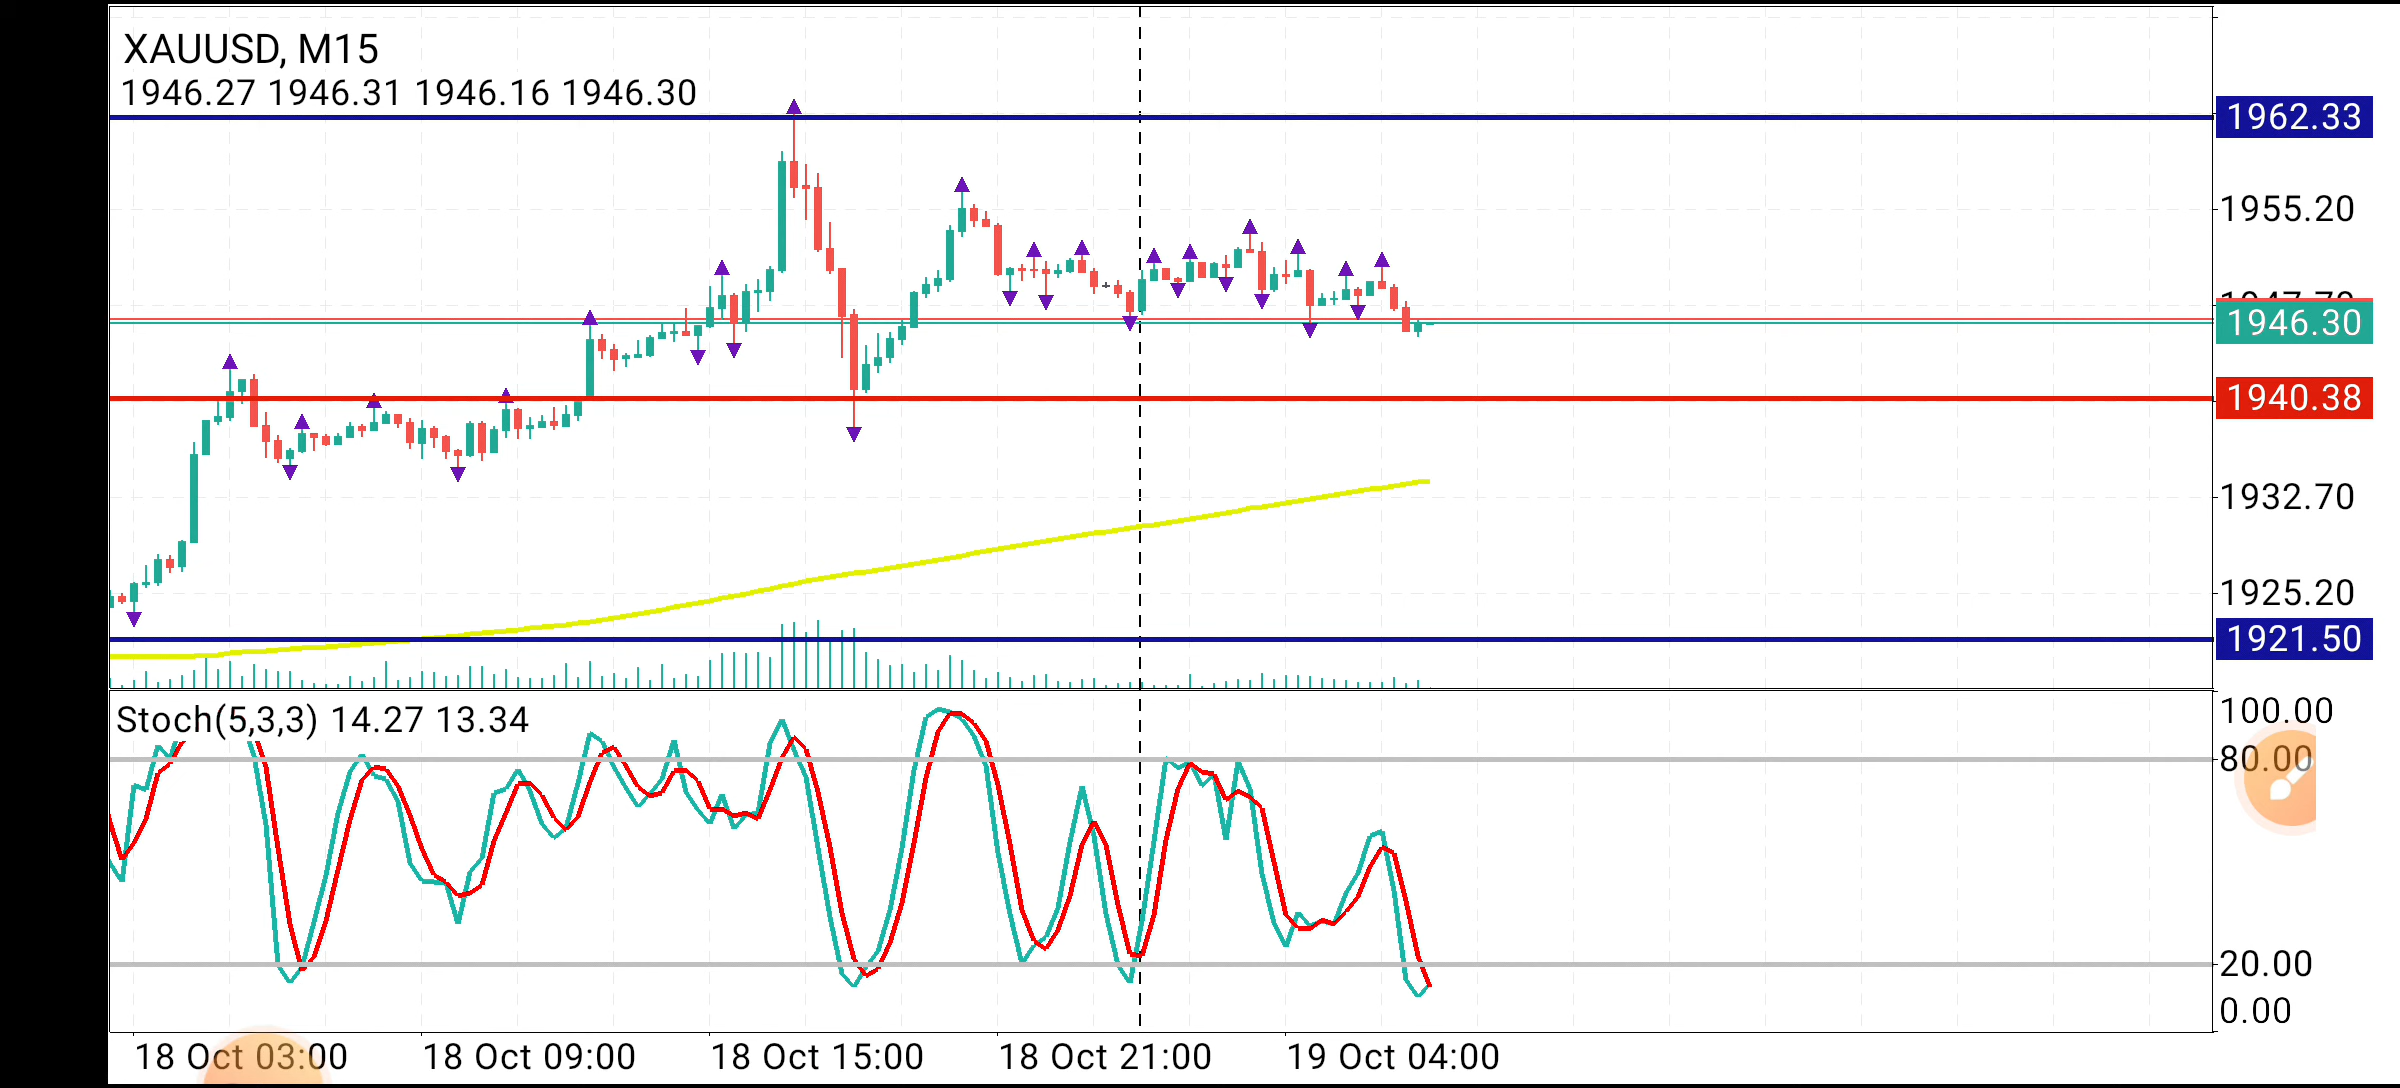 XAUUSD, M15
1946.27 1946.31 1946.16 1946.30
1962.33
1955.20
1946.30
1940.38
1932.70
1925.20
1921.50
Stoch(5,3,3) 14.27 13.34
100.00
80.00
20.00
0.00
18 Oct 03:00 18 Oct 09:00 18 Oct 15:00 18 Oct 21:00 19 Oct 04:00